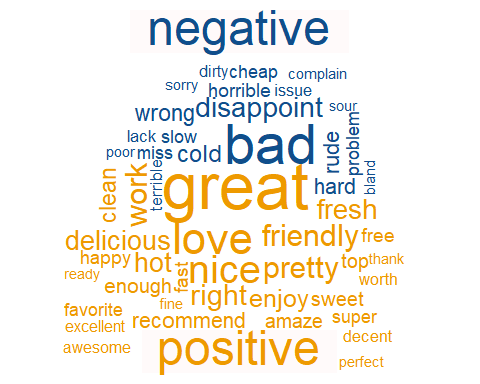 negative
dirty cheap complain
sorry horrible issue
wrong disappoint sour
lack slow bad rude problem
poor miss cold
terrible hard bland
clean work great fresh
delicious love friendly free
happy hot fast nice pretty top thank
ready enough right enjoy sweet worth
favorite fine recommend amaze super
excellent decent
awesome positive perfect